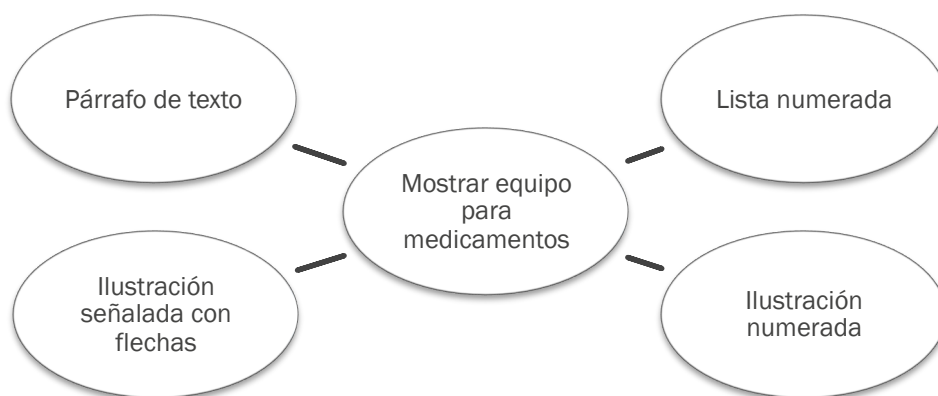 Párrafo de texto
Lista numerada
Mostrar equipo
para
medicamentos
Ilustración
señalada con
flechas
Ilustración
numerada